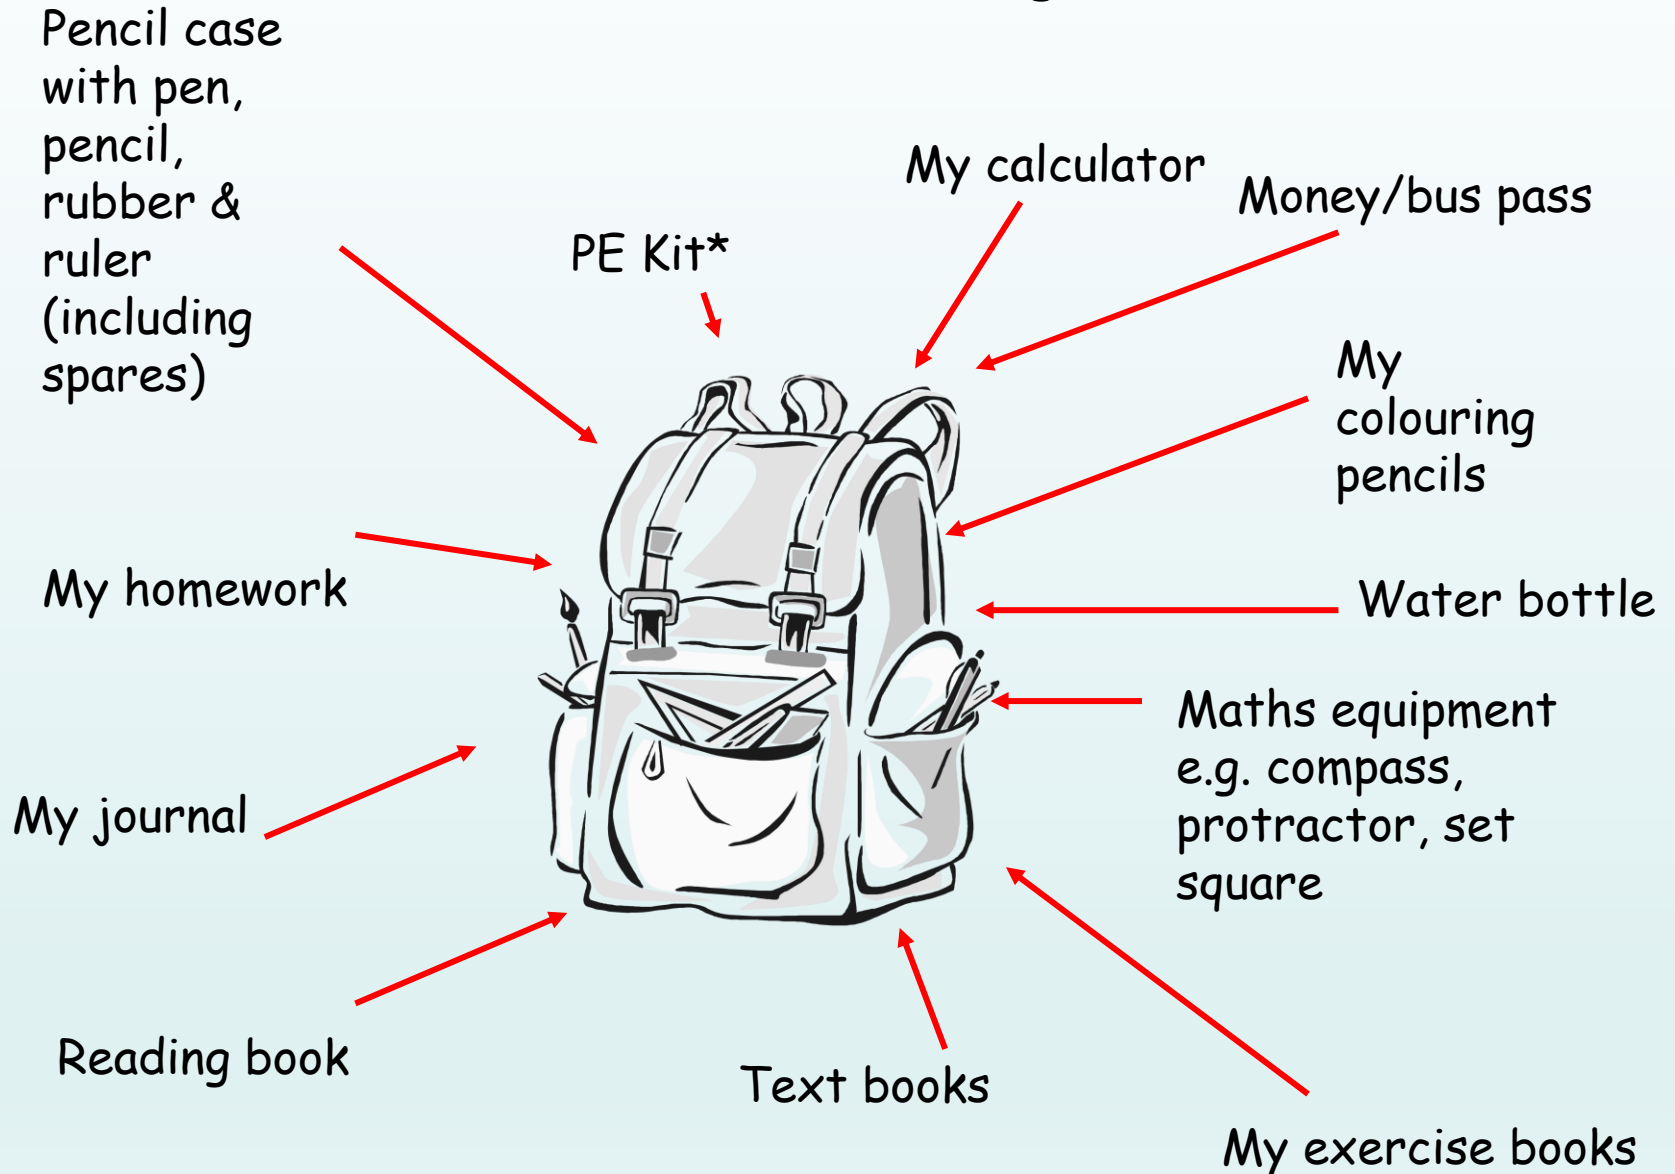 Pencil case
with pen,
pencil,
rubber &
ruler
(including
spares)
PE Kit*
My calculator
Money/bus pass
My
colouring
pencils
My homework
Water bottle
Maths equipment
e.g. compass,
protractor, set
square
My journal
Reading book
Text books
My exercise books